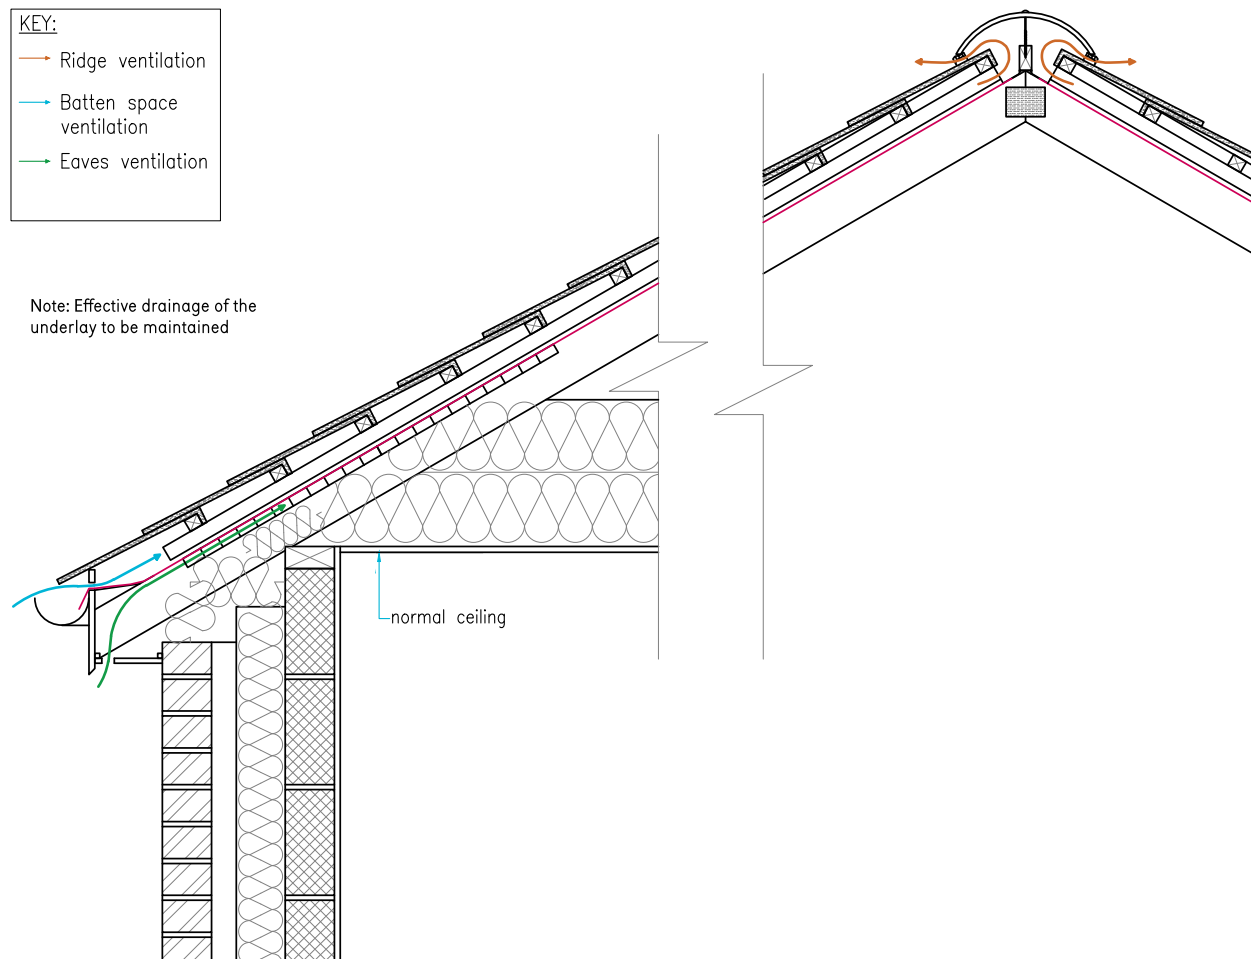 KEY:
Ridge ventilation
Batten space
ventilation
Eaves ventilation
Note: Effective drainage of the
underlay to be maintained
normal ceiling